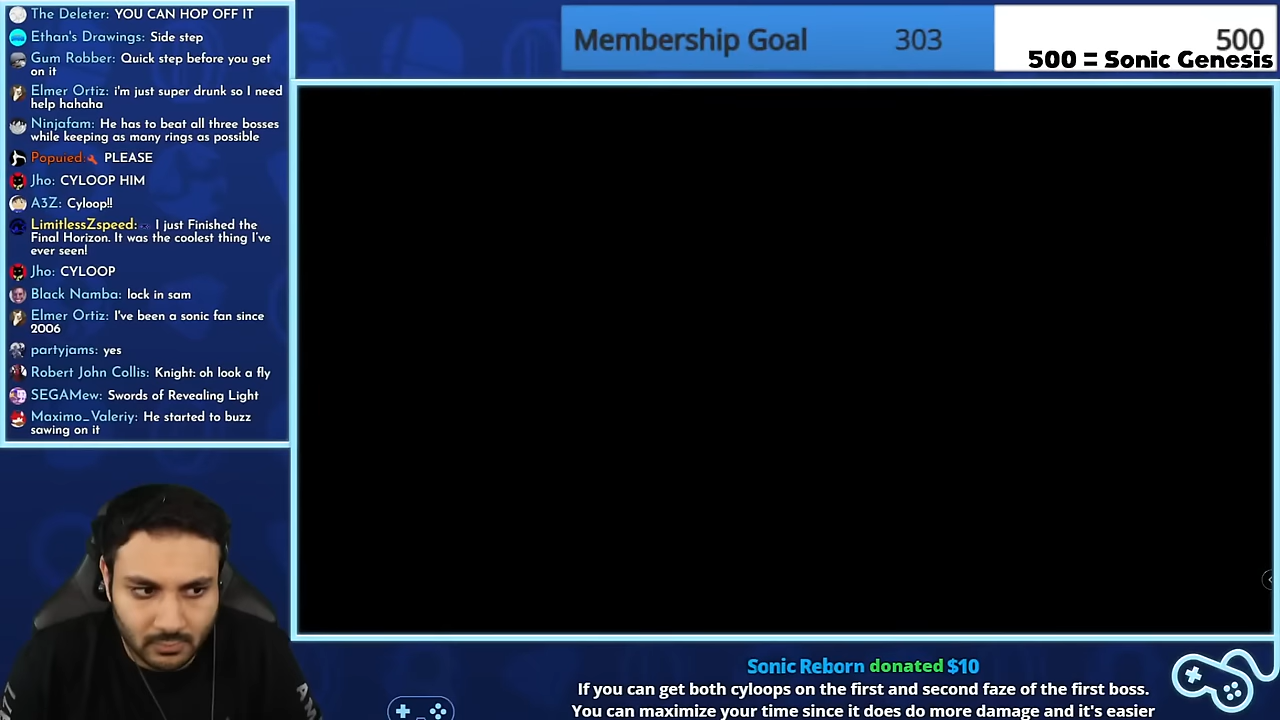 The Deleter: YOU CAN HOP OFF IT
Ethan's Drawings: Side step
Gum Robber: Quick step before you get
on it
Elmer Ortiz: i'm just super drunk so I need
help hahaha
Ninjafam: He has to beat all three bosses
while keeping as many rings as possible
Popuied: PLEASE
Jho: CYLOOP HIM
A3Z: Cyloop!!
LimitlessZspeed: I just Finished the
Final Horizon. It was the coolest thing I've
ever seen!
Jho: CYLOOP
Black Namba: lock in sam
Elmer Ortiz: I've been a sonic fan since
2006
partyjams: yes
Robert John Collis: Knight: oh look a fly
SEGAMew: Swords of Revealing Light
Maximo_Valeriy: He started to buzz
sawing on it
Membership Goal 303 500
500 = Sonic Genesis
Sonic Reborn donated $10
If you can get both cyloops on the first and second faze of the first boss.
You can maximize your time since it does do more damage and it's easier